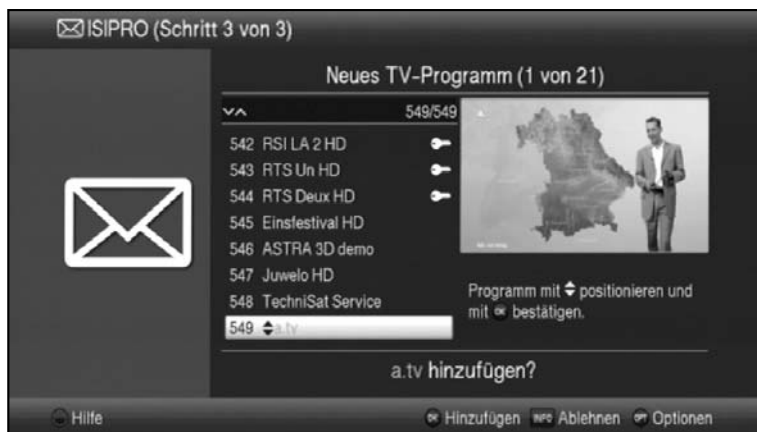 ISIPRO (Schritt 3 von 3)
Neues TV-Programm (1 von 21)
549/549
542 RSI LA 2 HD
543 RTS Un HD
544 RTS Deux HD
545 Einsfestival HD
546 ASTRA 3D demo
547 Juwelo HD
548 TechniSat Service
549 a.tv
Programm mit positionieren und
mit OK bestätigen.
a.tv hinzufügen?
Hilfe
OK Hinzufügen INFO Ablehnen OPT Optionen